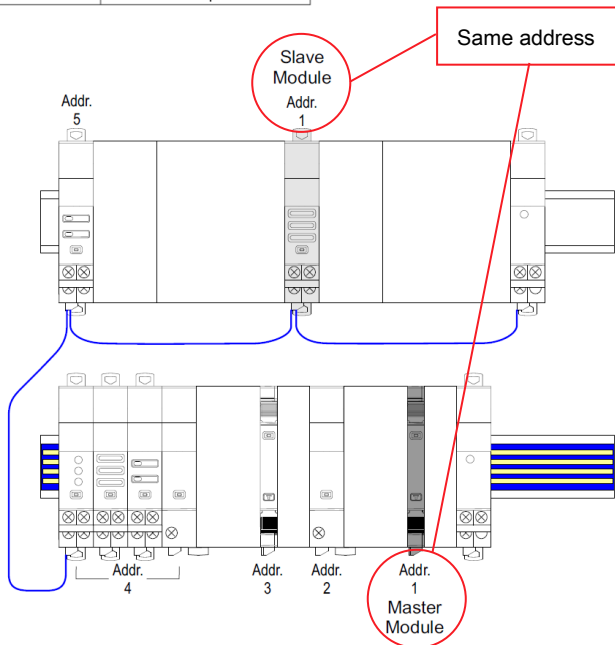 Same address
Slave
Module
Addr.
5
Addr.
1
Addr.
4
Addr.
3
Addr.
2
Addr.
1
Master
Module